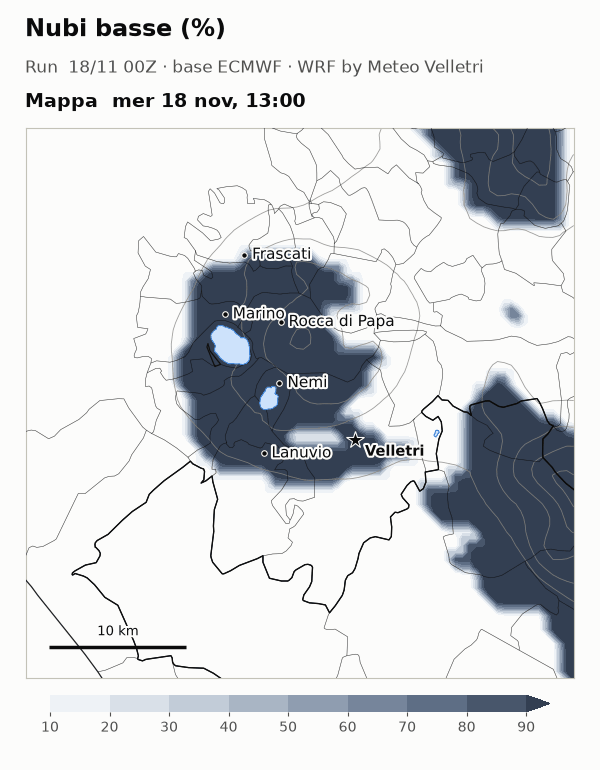 Nubi basse (%)
Run  18/11 00Z · base ECMWF · WRF by Meteo Velletri
Mappa  mer 18 nov, 13:00
Frascati
Marino
Rocca di Papa
Nemi
Velletri
Lanuvio
10 km
10 20 30 40 50 60 70 80 90